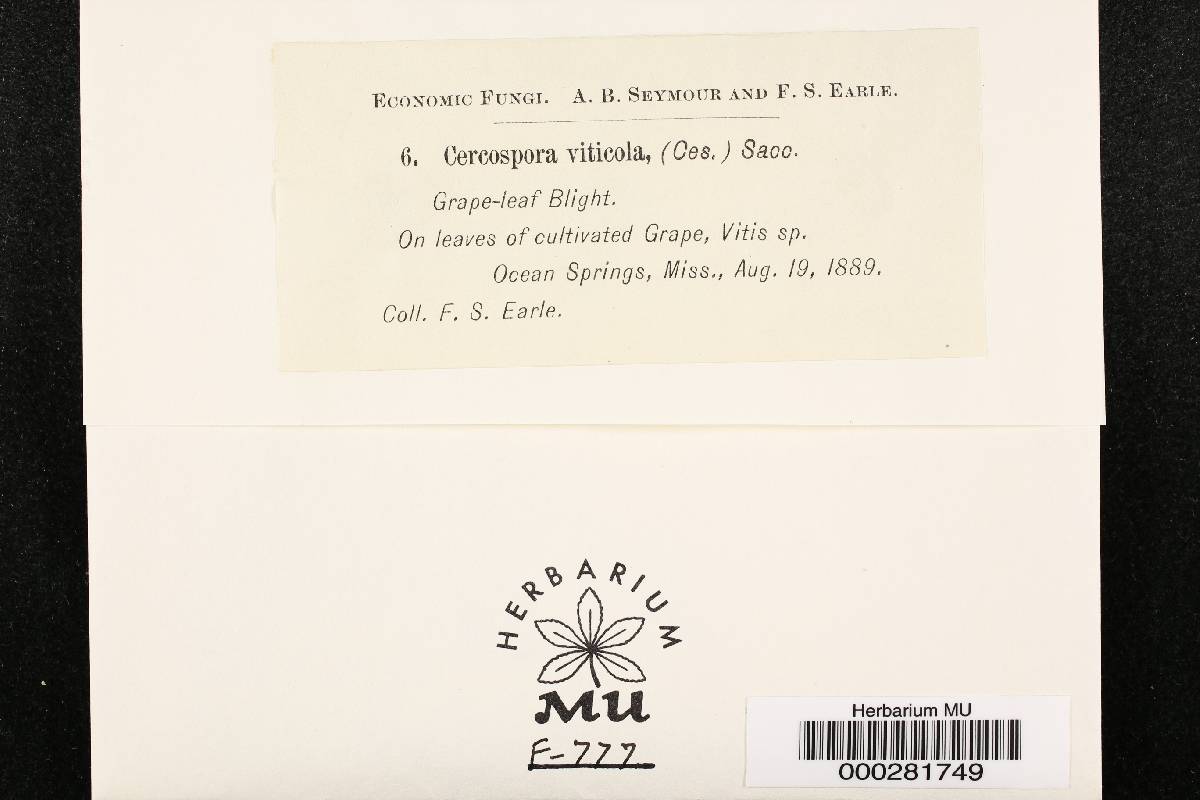 ECONOMIC FUNGI. A. B. SEYMOUR AND F. S. EARLE.
6. Cercospora viticola, (Ces.) Sacc.
Grape-leaf Blight.
On leaves of cultivated Grape, Vitis sp.
Ocean Springs, Miss., Aug. 19, 1889.
Coll. F. S. Earle.
HERBARIUM
MU
F-777
Herbarium MU
000281749